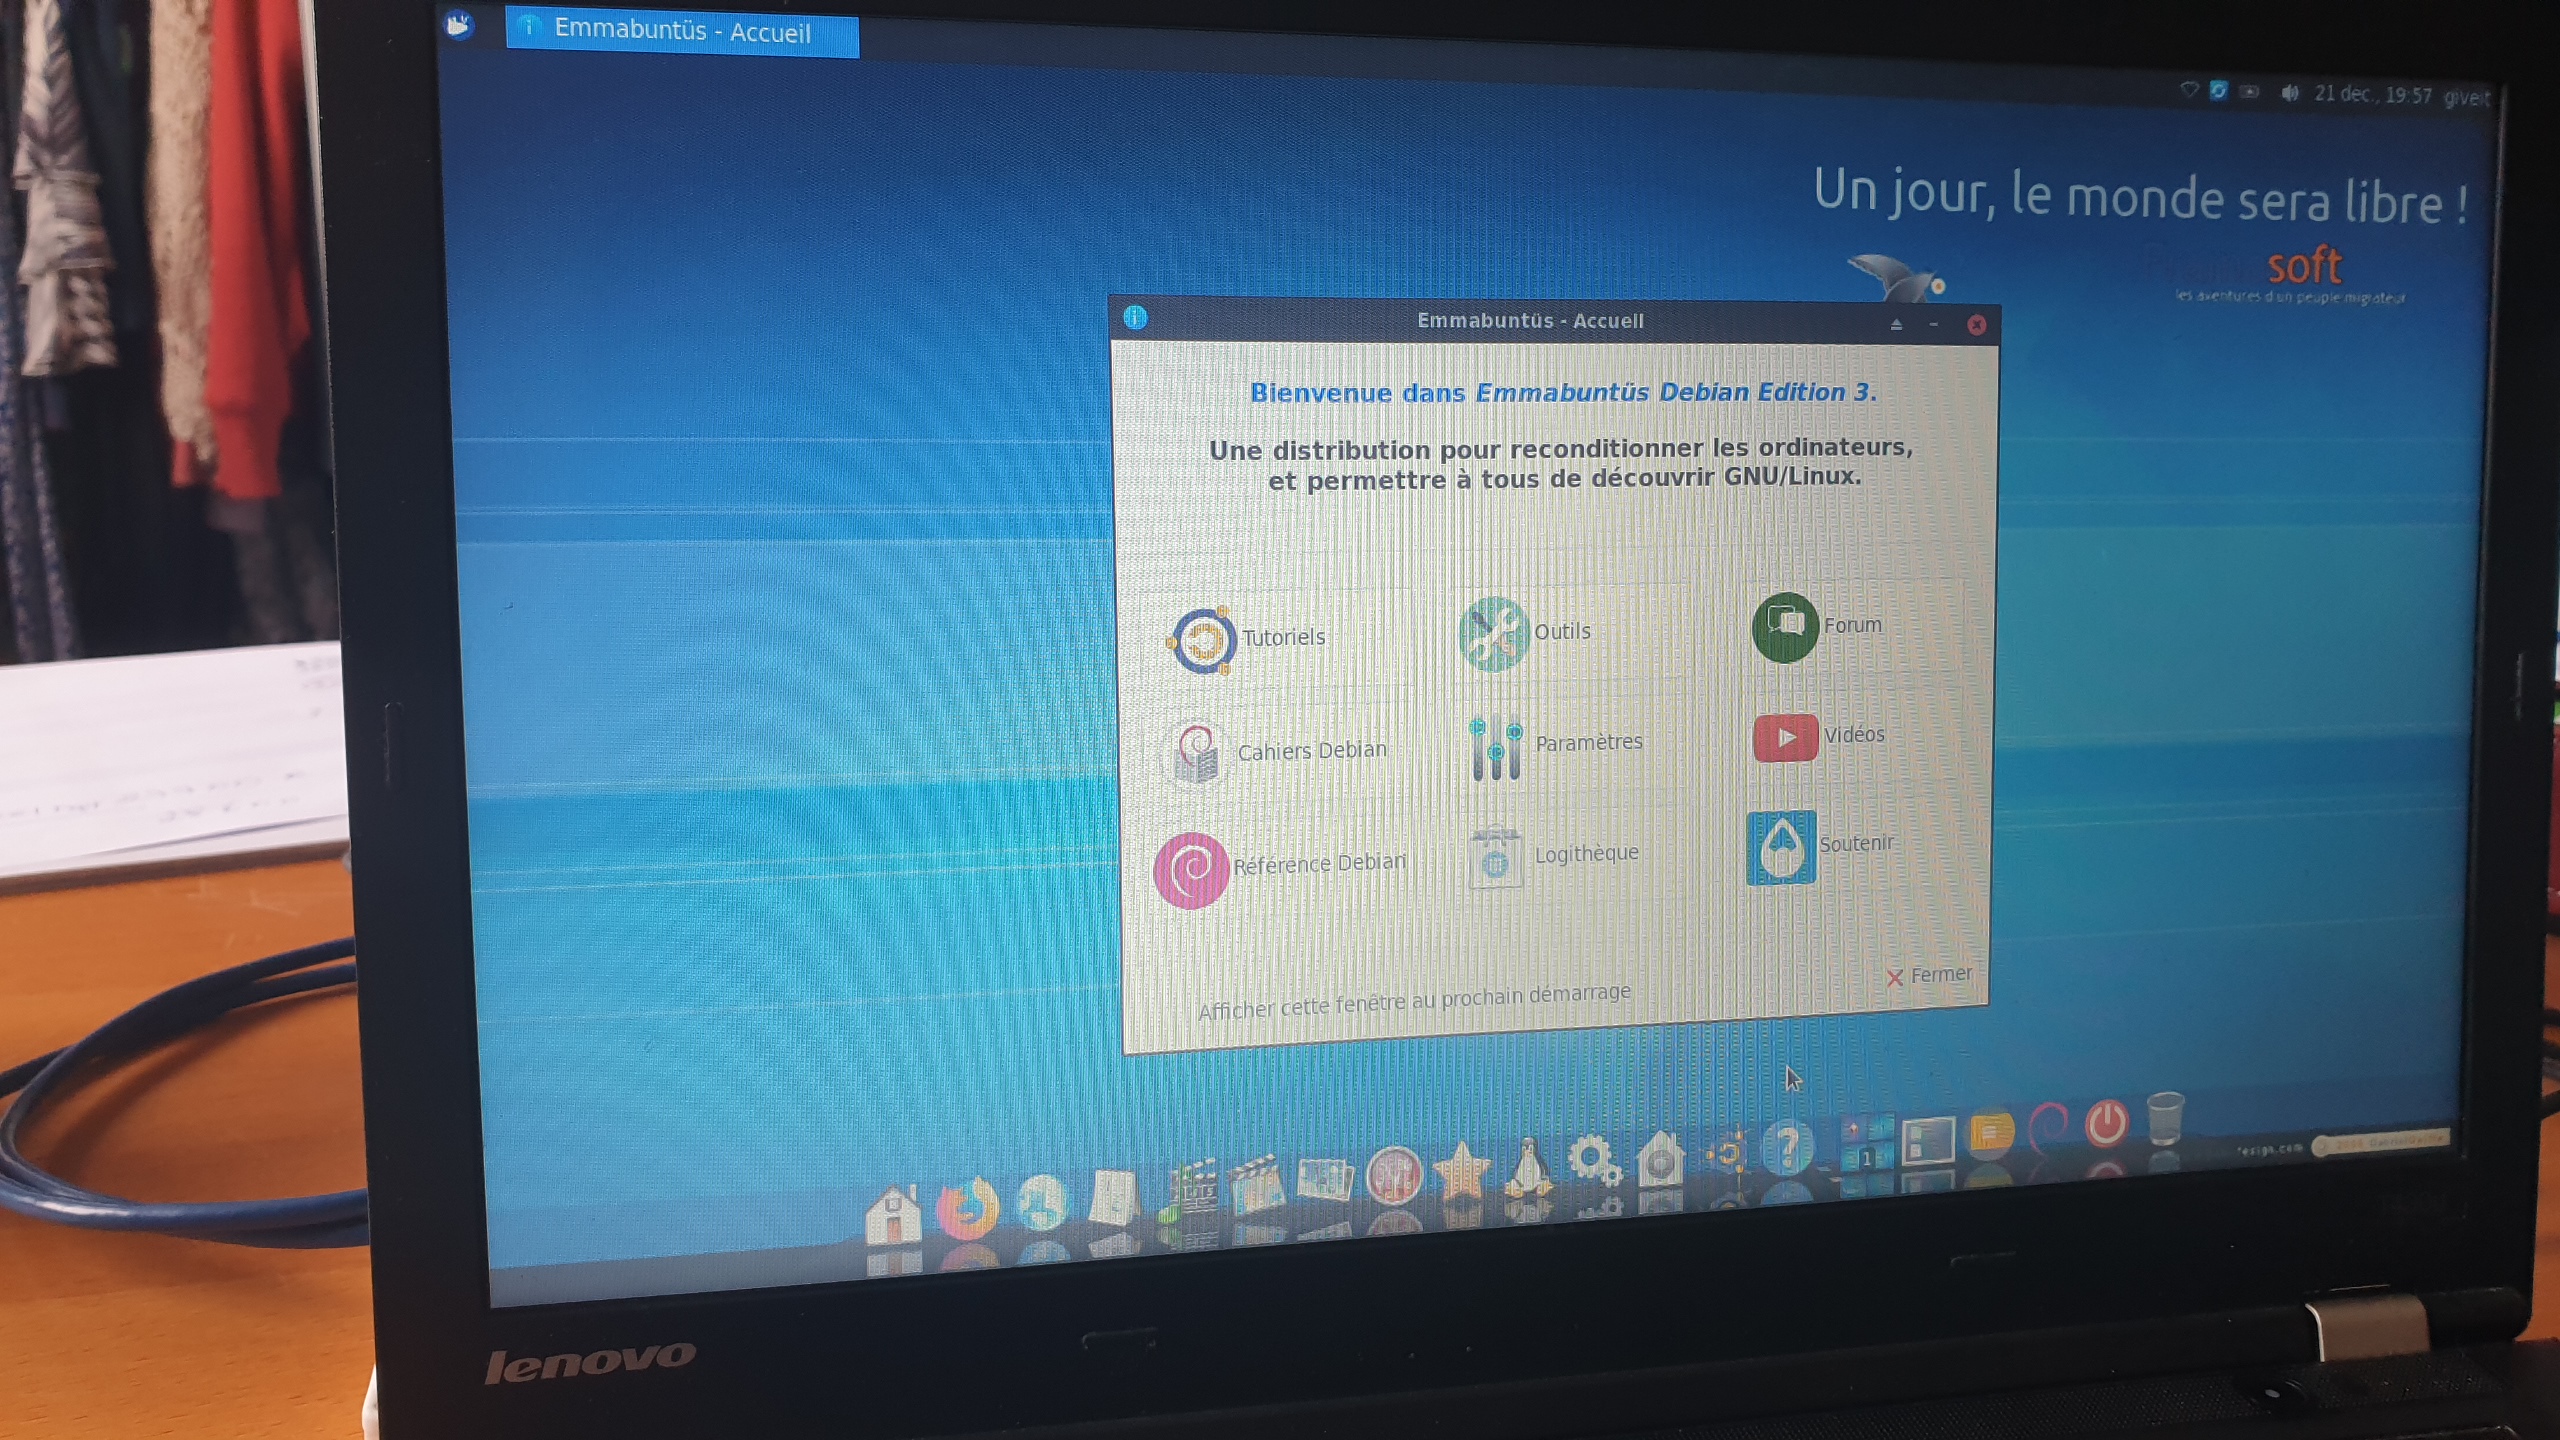 Emmabuntüs - Accueil
21 dec., 19:57 giveit
Un jour, le monde sera libre !
soft
les aventures d'un peuple migrateur
Emmabuntüs - Accueil
Bienvenue dans Emmabuntüs Debian Edition 3.
Une distribution pour reconditionner les ordinateurs,
et permettre à tous de découvrir GNU/Linux.
Tutoriels
Outils
Forum
Cahiers Debian
Paramètres
Vidéos
Référence Debian
Logithèque
Soutenir
Fermer
Afficher cette fenêtre au prochain démarrage
1
lenovo